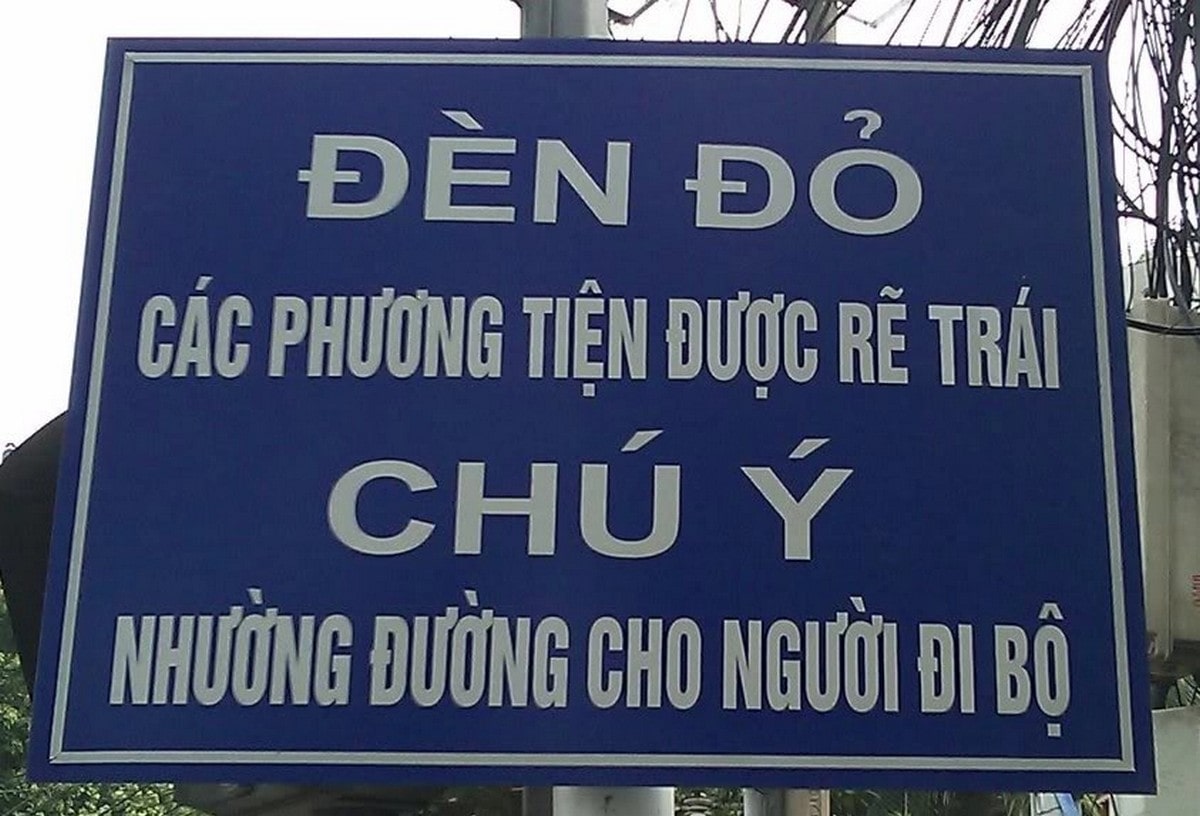 ĐÈN ĐỎ
CÁC PHƯƠNG TIỆN ĐƯỢC RẼ TRÁI
CHÚ Ý
NHƯỜNG ĐƯỜNG CHO NGƯỜI ĐI BỘ